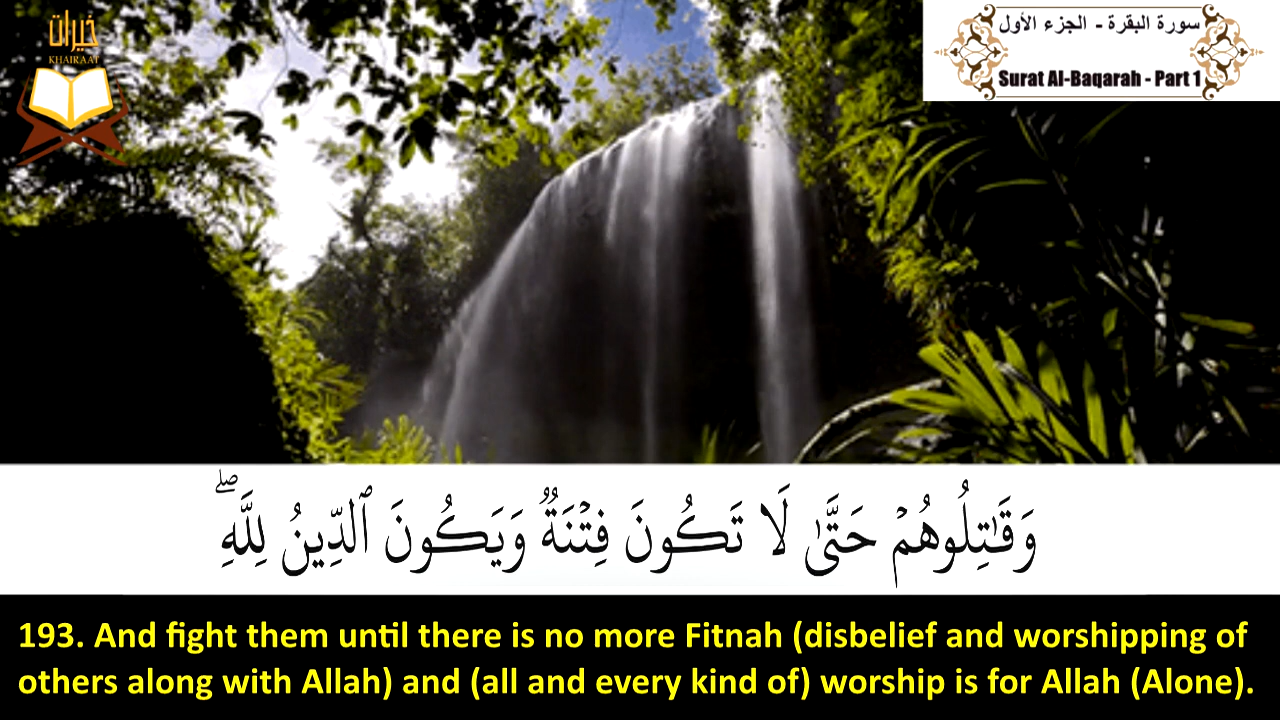 خيرات
KHAIRAAT
سورة البقرة - الجزء الأول
Surat Al-Baqarah - Part 1
وَقَـٰتِلُوهُمْ حَتَّىٰ لَا تَكُونَ فِتْنَةٌ وَيَكُونَ ٱلدِّينُ لِلَّهِ ۖ
193. And fight them until there is no more Fitnah (disbelief and worshipping of
others along with Allah) and (all and every kind of) worship is for Allah (Alone).